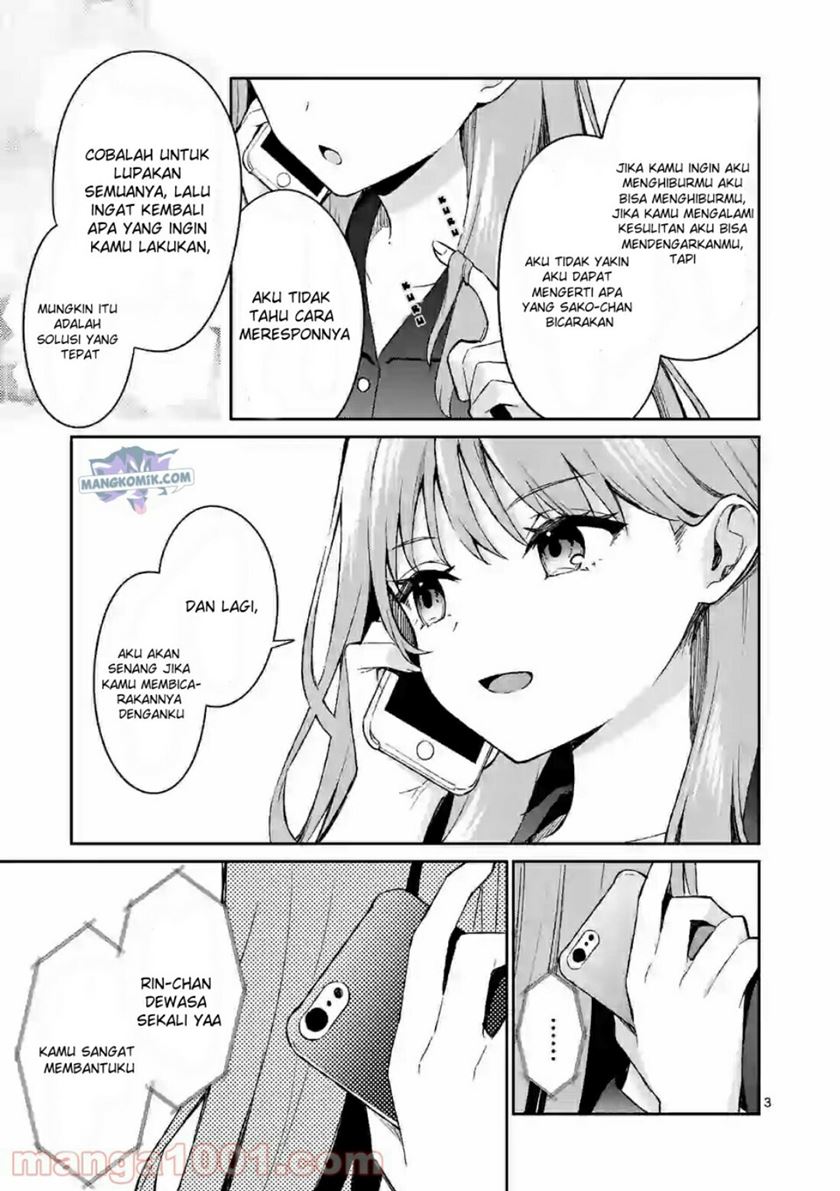 JIKA KAMU INGIN AKU
MENGHIBURMU AKU
BISA MENGHIBURMU,
JIKA KAMU MENGALAMI
KESULITAN AKU BISA
MENDENGARKANMU,
TAPI
AKU TIDAK YAKIN
AKU DAPAT
MENGERTI APA
YANG SAKO-CHAN
BICARAKAN
KURU
KURU
AKU TIDAK
TAHU CARA
MERESPONNYA
COBALAH UNTUK
LUPAKAN
SEMUANYA, LALU
INGAT KEMBALI
APA YANG INGIN
KAMU LAKUKAN,
MUNGKIN ITU
ADALAH
SOLUSI YANG
TEPAT
MANGKOMIK.COM
DAN LAGI,
AKU AKAN
SENANG JIKA
KAMU MEMBICA-
RAKANNYA
DENGANKU
........
RIN-CHAN
DEWASA
SEKALI YAA
KAMU SANGAT
MEMBANTUKU
3
manga1001.com